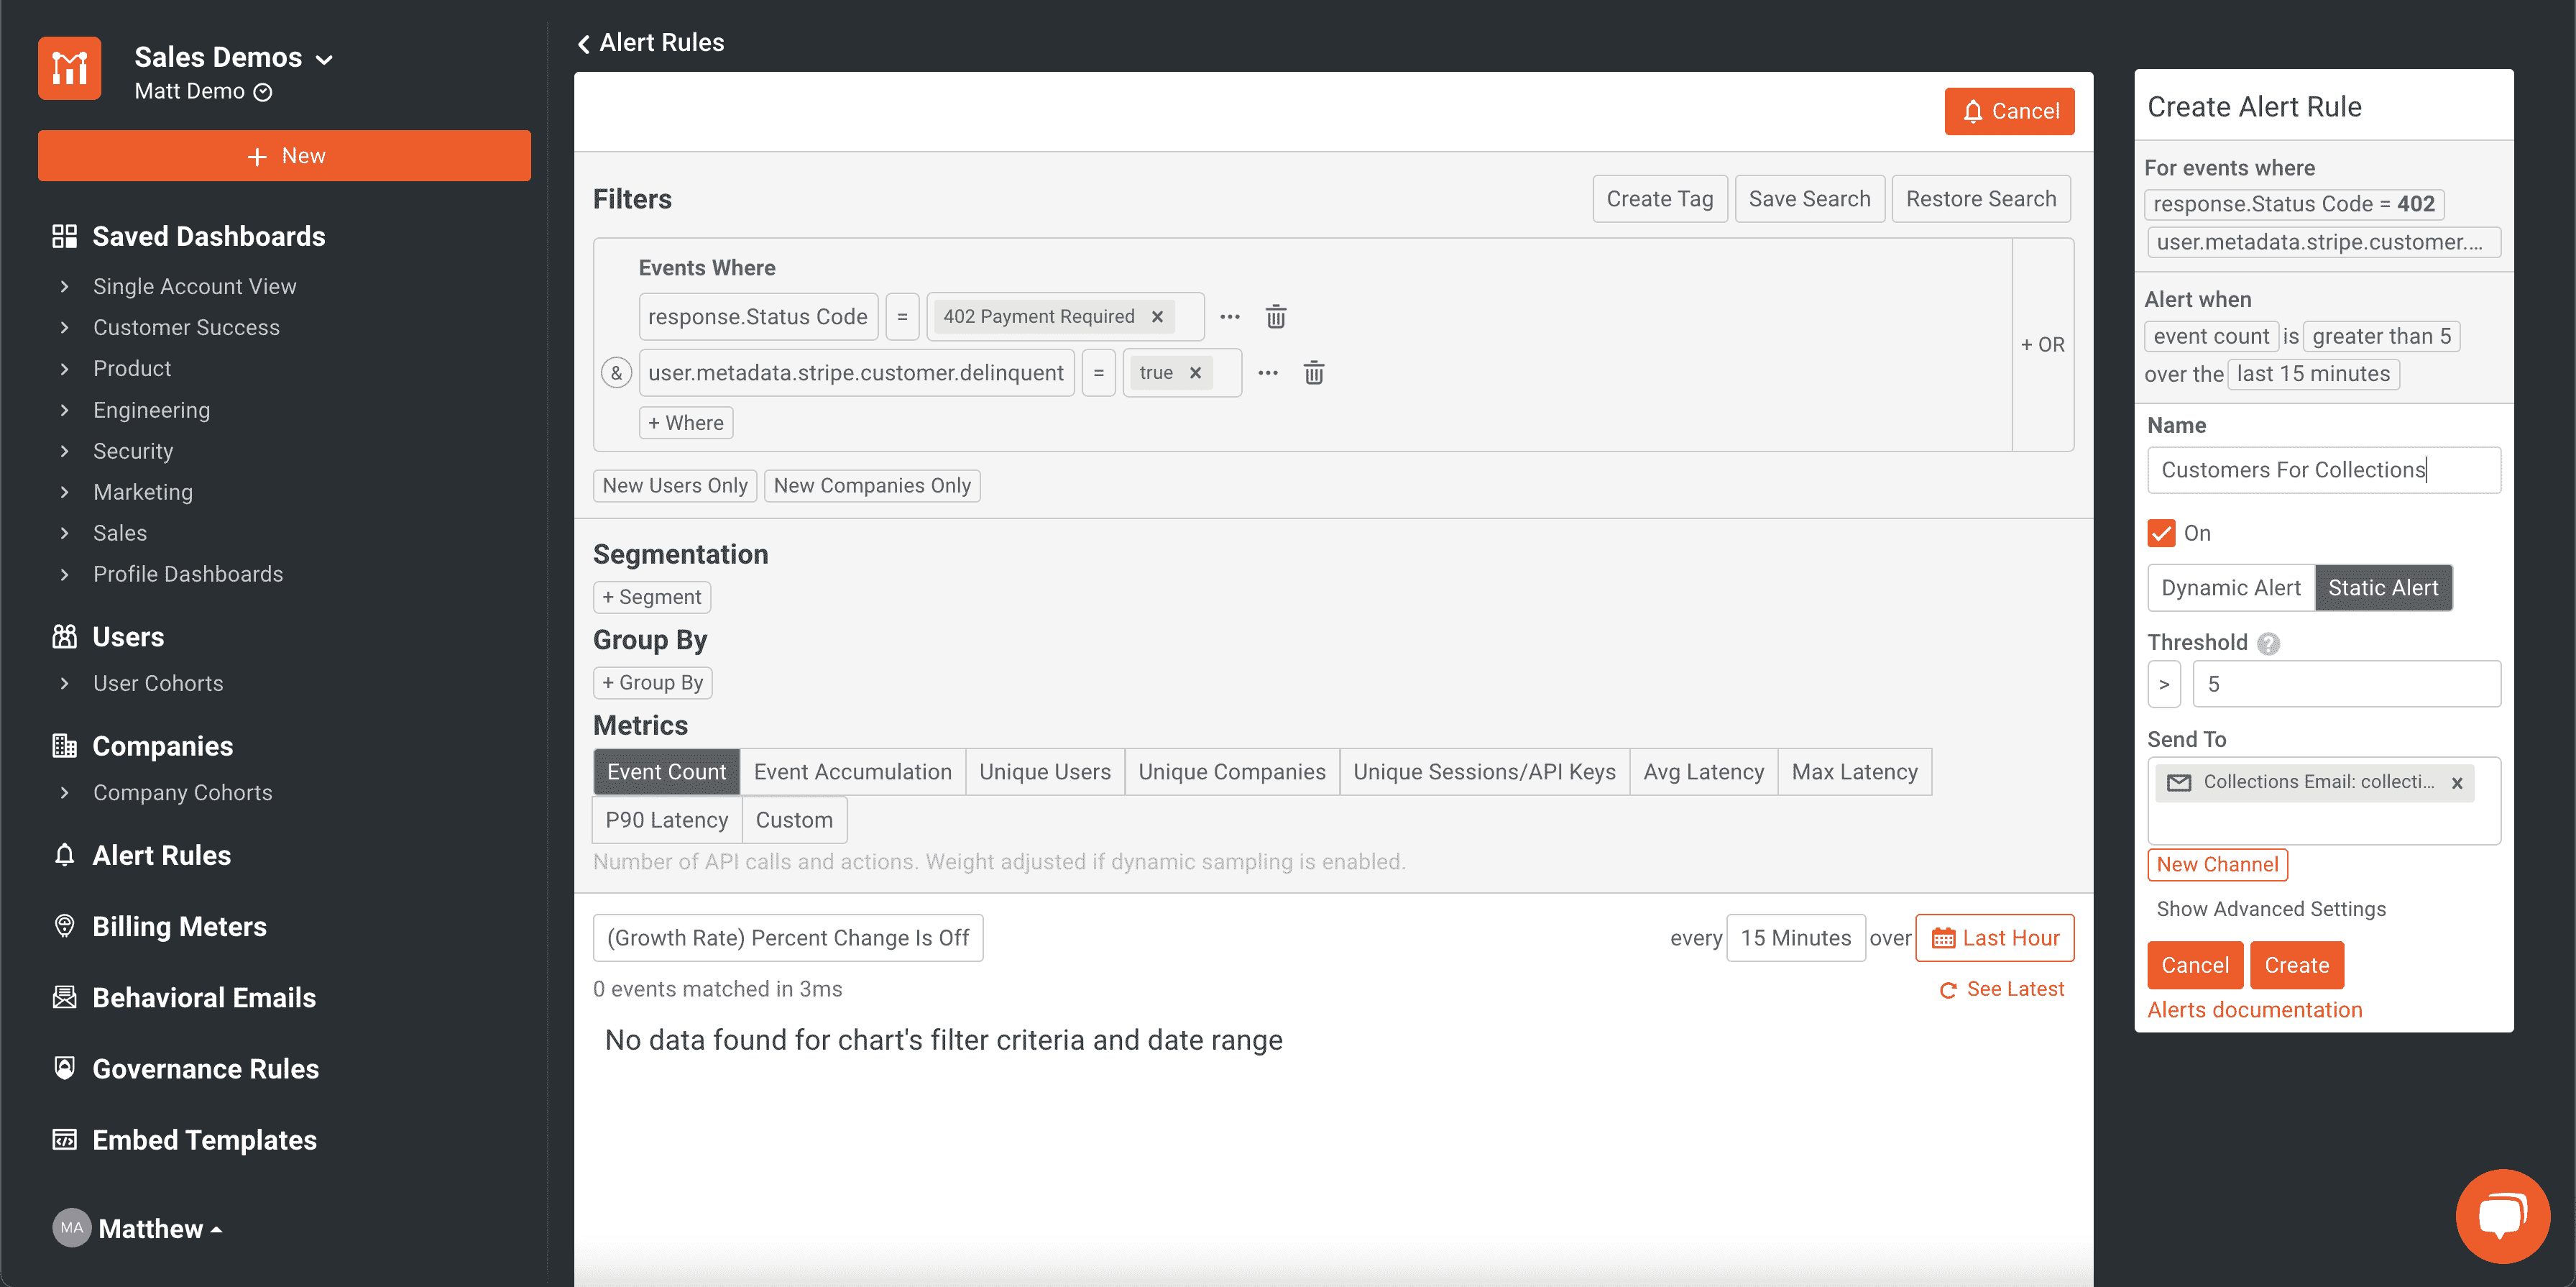 Sales Demos
Matt Demo
+ New
Saved Dashboards
Single Account View
Customer Success
Product
Engineering
Security
Marketing
Sales
Profile Dashboards
Users
User Cohorts
Companies
Company Cohorts
Alert Rules
Billing Meters
Behavioral Emails
Governance Rules
Embed Templates
MA Matthew
Alert Rules
Cancel
Filters
Create Tag Save Search Restore Search
Events Where
response.Status Code = 402 Payment Required ×
& user.metadata.stripe.customer.delinquent = true ×
+ Where
+ OR
New Users Only New Companies Only
Segmentation
+ Segment
Group By
+ Group By
Metrics
Event Count Event Accumulation Unique Users Unique Companies Unique Sessions/API Keys Avg Latency Max Latency
P90 Latency Custom
Number of API calls and actions. Weight adjusted if dynamic sampling is enabled.
(Growth Rate) Percent Change Is Off every 15 Minutes over Last Hour
0 events matched in 3ms See Latest
No data found for chart's filter criteria and date range
Create Alert Rule
For events where
response.Status Code = 402
user.metadata.stripe.customer....
Alert when
event count is greater than 5
over the last 15 minutes
Name
Customers For Collections
On
Dynamic Alert Static Alert
Threshold ?
> 5
Send To
Collections Email: collecti... ×
New Channel
Show Advanced Settings
Cancel Create
Alerts documentation